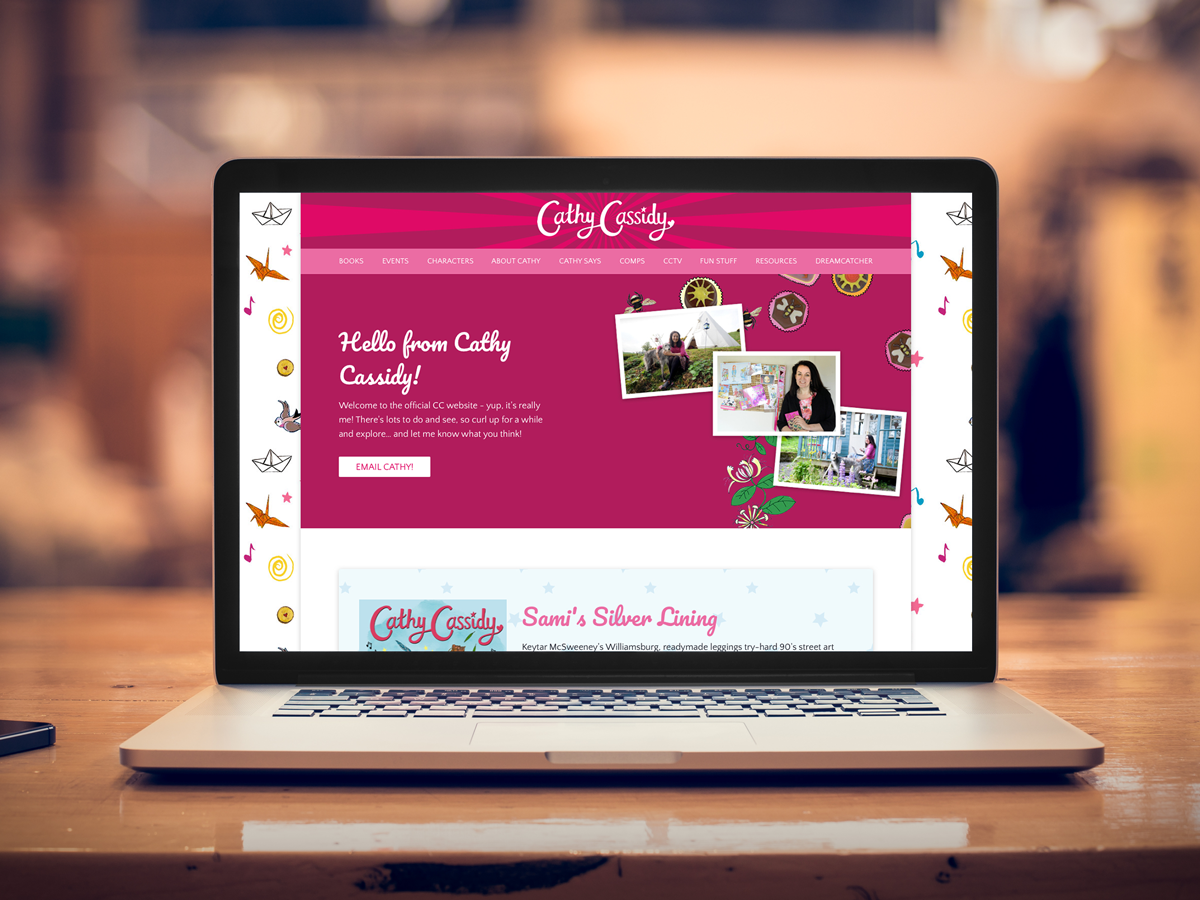 Cathy Cassidy
BOOKS EVENTS CHARACTERS ABOUT CATHY CATHY SAYS COMPS CCTV FUN STUFF RESOURCES DREAMCATCHER
Hello from Cathy
Cassidy!
Welcome to the official CC website - yup, it's really
me! There's lots to do and see, so curl up for a while
and explore... and let me know what you think!
EMAIL CATHY!
Cathy Cassidy
Sami's Silver Lining
Keytar McSweeney's Williamsburg, readymade leggings try-hard 90's street art